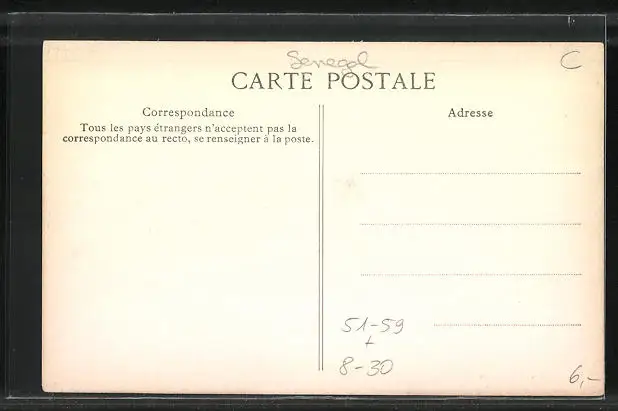 Senegal
C
CARTE POSTALE
Correspondance
Tous les pays étrangers n'acceptent pas la
correspondance au recto, se renseigner à la poste.
Adresse
51-59
+
8-30
6,-